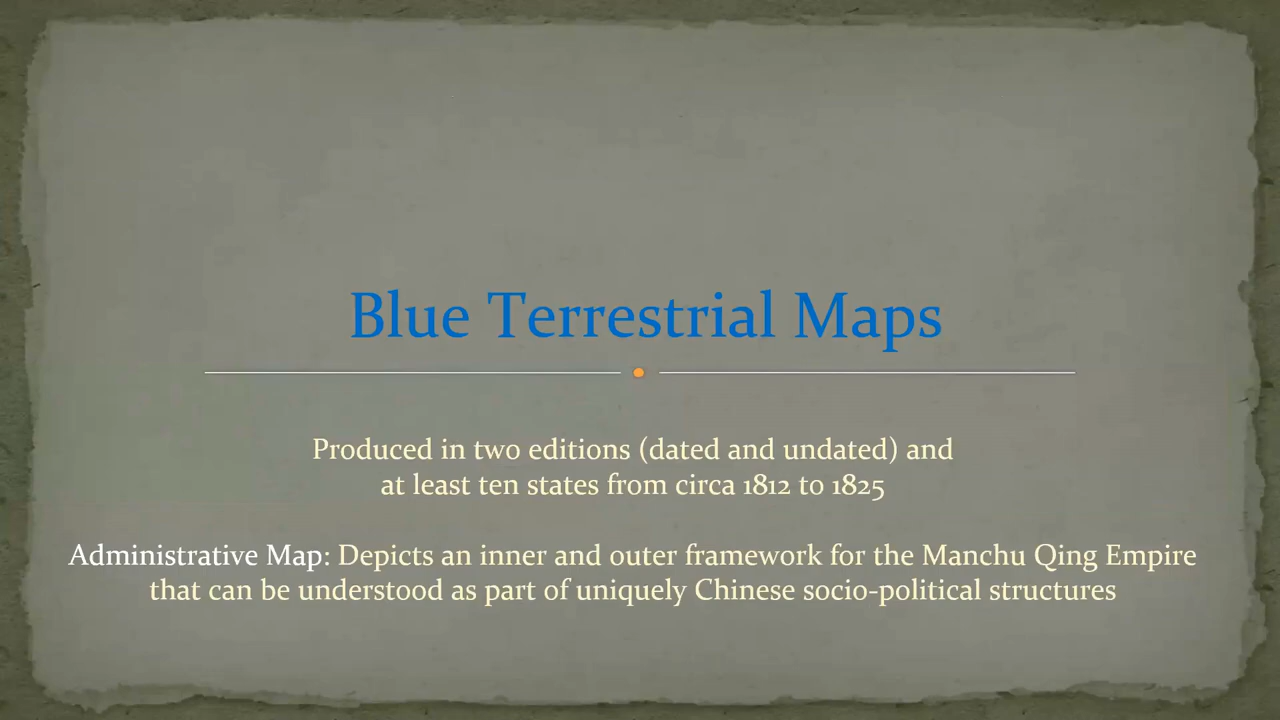 Blue Terrestrial Maps
Produced in two editions (dated and undated) and
at least ten states from circa 1812 to 1825
Administrative Map: Depicts an inner and outer framework for the Manchu Qing Empire
that can be understood as part of uniquely Chinese socio-political structures